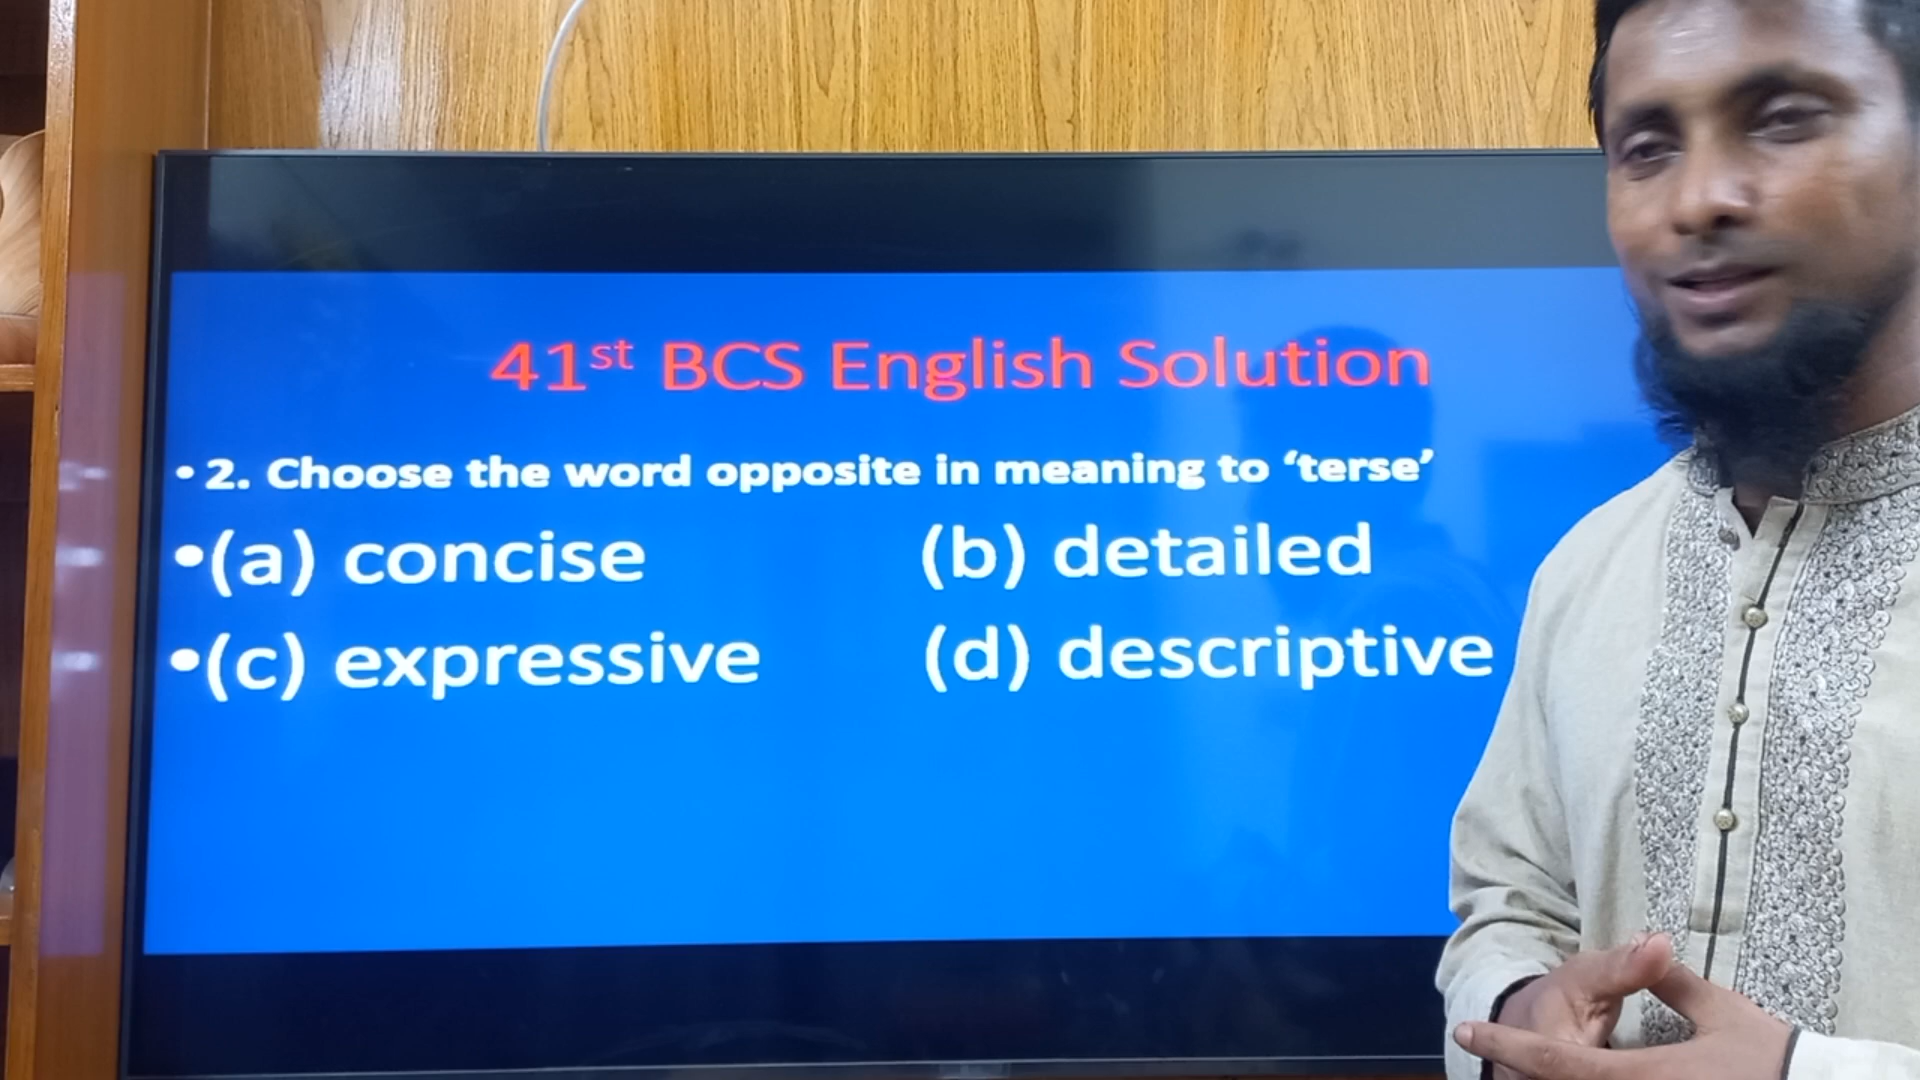 41st BCS English Solution
• 2. Choose the word opposite in meaning to ‘terse’
•(a) concise (b) detailed
•(c) expressive (d) descriptive